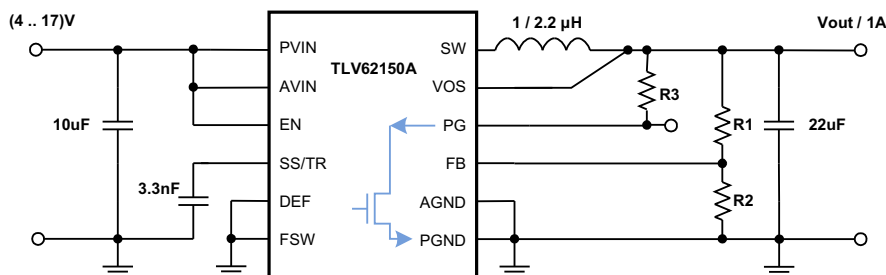 (4 .. 17)V
1 / 2.2 µH
Vout / 1A
TLV62150A
PVIN
SW
AVIN
VOS
R3
10uF
EN
PG
R1
22uF
SS/TR
FB
3.3nF
DEF
AGND
R2
FSW
PGND